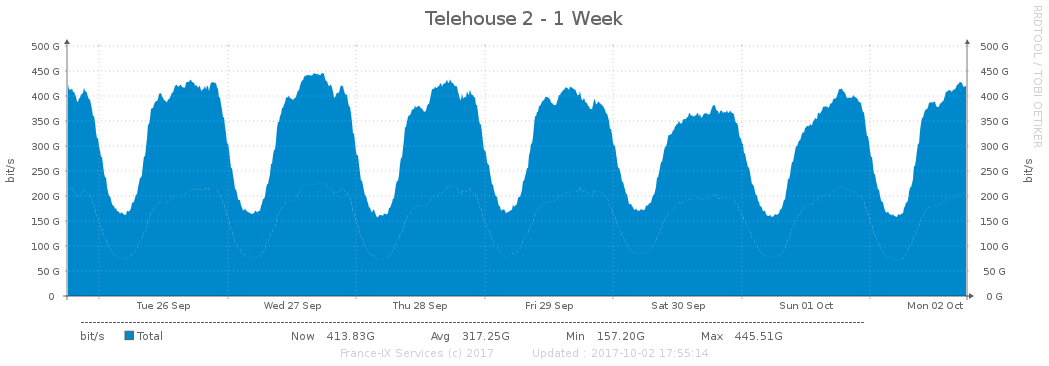 Telehouse 2 - 1 Week
RRDTOOL / TOBI OETIKER
bit/s
500 G
450 G
400 G
350 G
300 G
250 G
200 G
150 G
100 G
50 G
0
500 G
450 G
400 G
350 G
300 G
250 G
200 G
150 G
100 G
50 G
0 G
bit/s
Tue 26 Sep Wed 27 Sep Thu 28 Sep Fri 29 Sep Sat 30 Sep Sun 01 Oct Mon 02 Oct
bit/s Total Now 413.83G Avg 317.25G Min 157.20G Max 445.51G
France-IX Services (c) 2017 Updated : 2017-10-02 17:55:14